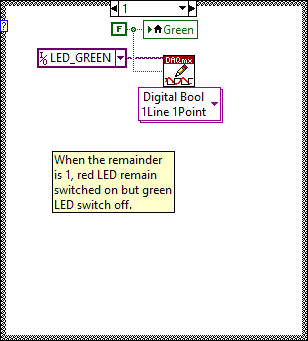 1
?
F
Green
I/O LED_GREEN
DAQmx
Digital Bool
1Line 1Point
When the remainder
is 1, red LED remain
switched on but green
LED switch off.